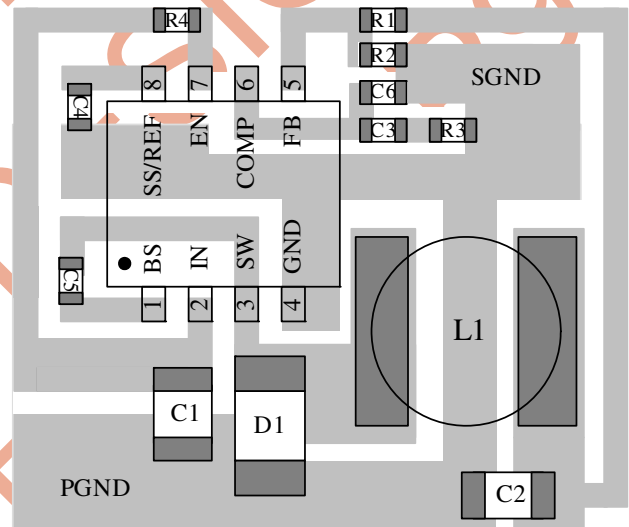 R4
R1
R2
SGND
C6
C3
R3
C4
8
7
6
5
SS/REF
EN
COMP
FB
BS
IN
SW
GND
1
2
3
4
C5
L1
C1
D1
PGND
C2